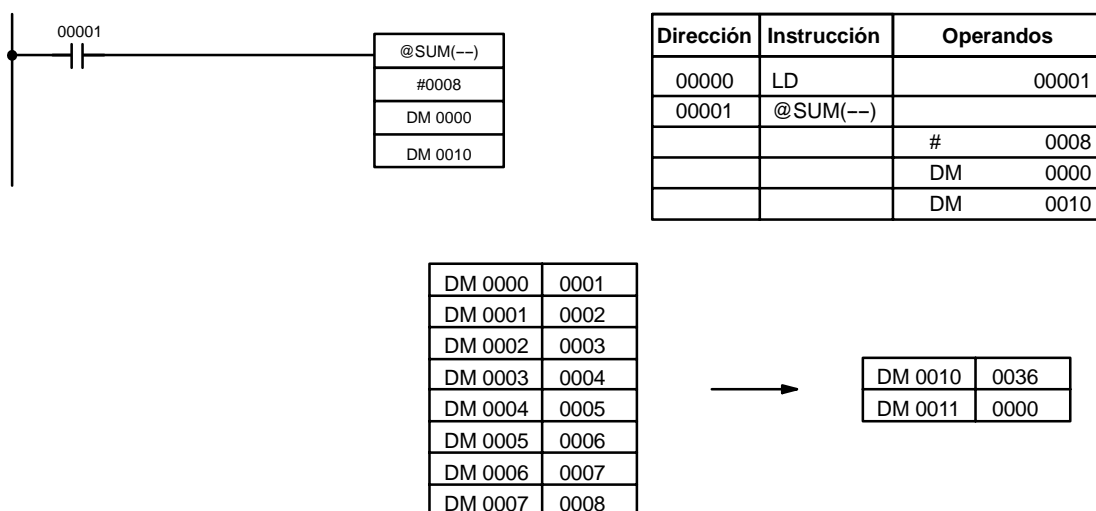 00001
@SUM(−−)
#0008
DM 0000
DM 0010
Dirección Instrucción Operandos
00000 LD 00001
00001 @SUM(−−)
# 0008
DM 0000
DM 0010
DM 0000 0001
DM 0001 0002
DM 0002 0003
DM 0003 0004
DM 0004 0005
DM 0005 0006
DM 0006 0007
DM 0007 0008
DM 0010 0036
DM 0011 0000